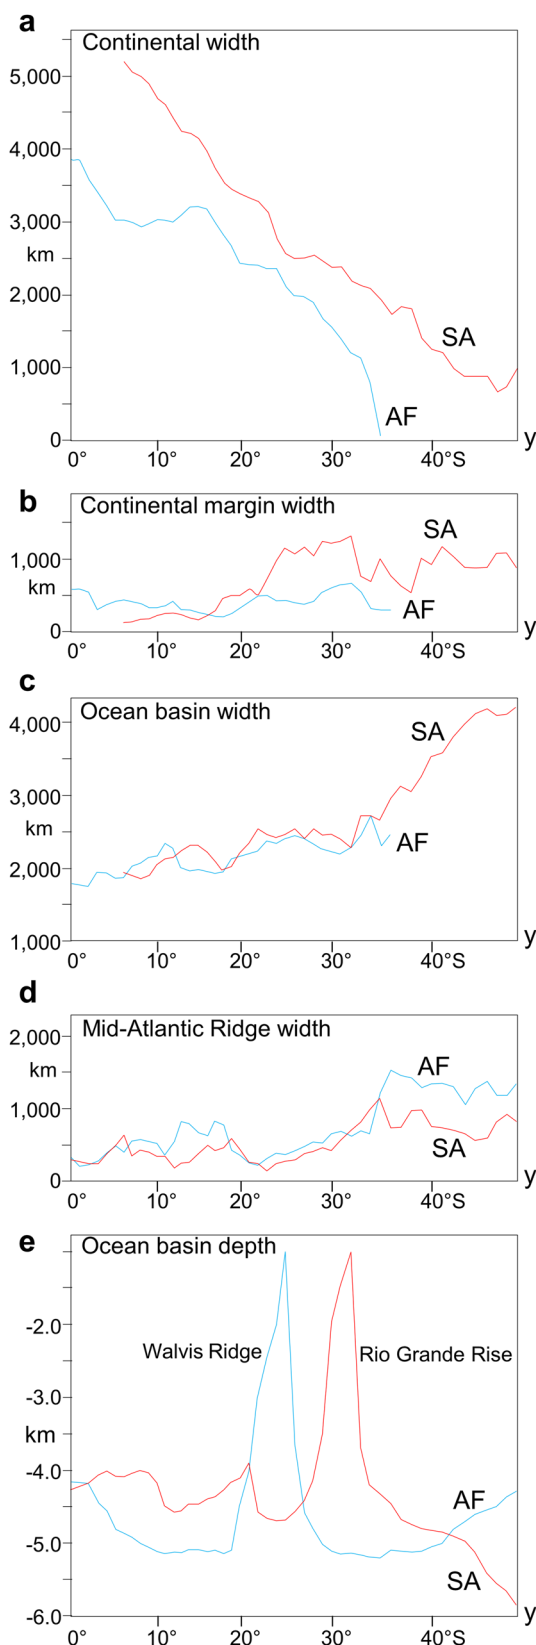 a
Continental width
5,000
4,000
3,000
km
2,000
1,000
0
SA
AF
0° 10° 20° 30° 40°S y
b
Continental margin width
1,000
km
0
SA
AF
0° 10° 20° 30° 40°S y
c
Ocean basin width
4,000
3,000
km
2,000
1,000
SA
AF
0° 10° 20° 30° 40°S y
d
Mid-Atlantic Ridge width
2,000
km
1,000
0
AF
SA
0° 10° 20° 30° 40°S y
e
Ocean basin depth
-2.0
Walvis Ridge Rio Grande Rise
-3.0
km
-4.0
AF
-5.0
SA
-6.0
0° 10° 20° 30° 40°S y